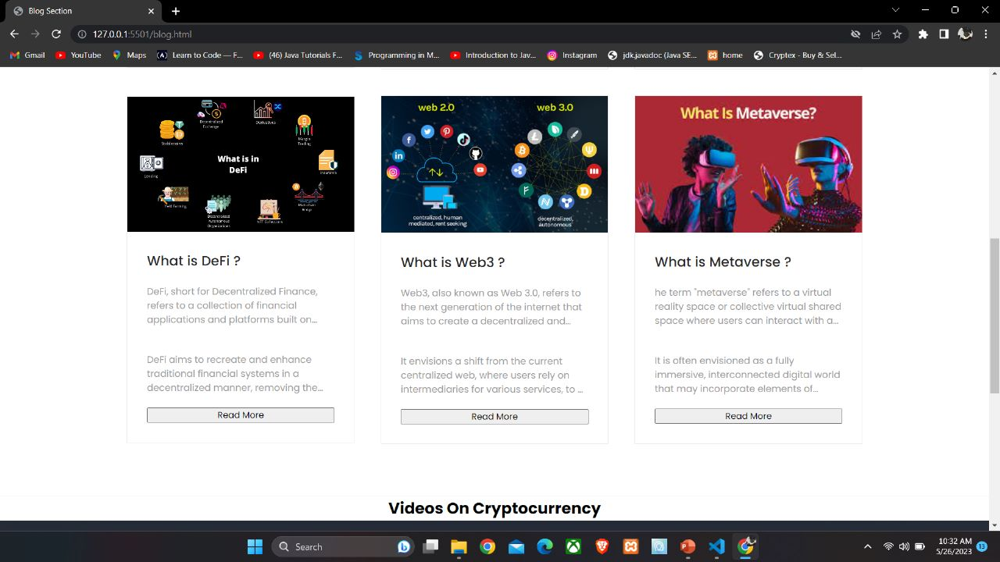 Blog Section
127.0.0.1:5501/blog.html
Gmail
YouTube
Maps
Learn to Code — F...
(46) Java Tutorials F...
Programming in M...
Introduction to Jav...
Instagram
jdk.javadoc (Java SE...
home
Cryptex - Buy & Sel...
Decentralized
Exchange
Derivatives
Stablecoins
Margin
Trading
What is in
DeFi
Lending
Insurance
Yield Farming
Decentralized
Autonomous
Organizations
NFT Collections
Bridge
web 2.0
web 3.0
centralized, human
mediated, rent seeking
decentralized,
autonomous
What Is Metaverse?
What is DeFi ?
DeFi, short for Decentralized Finance,
refers to a collection of financial
applications and platforms built on...
DeFi aims to recreate and enhance
traditional financial systems in a
decentralized manner, removing the...
Read More
What is Web3 ?
Web3, also known as Web 3.0, refers to
the next generation of the internet that
aims to create a decentralized and...
It envisions a shift from the current
centralized web, where users rely on
intermediaries for various services, to ...
Read More
What is Metaverse ?
he term "metaverse" refers to a virtual
reality space or collective virtual shared
space where users can interact with a...
It is often envisioned as a fully
immersive, interconnected digital world
that may incorporate elements of...
Read More
Videos On Cryptocurrency
Search
10:32 AM
5/26/2023
13